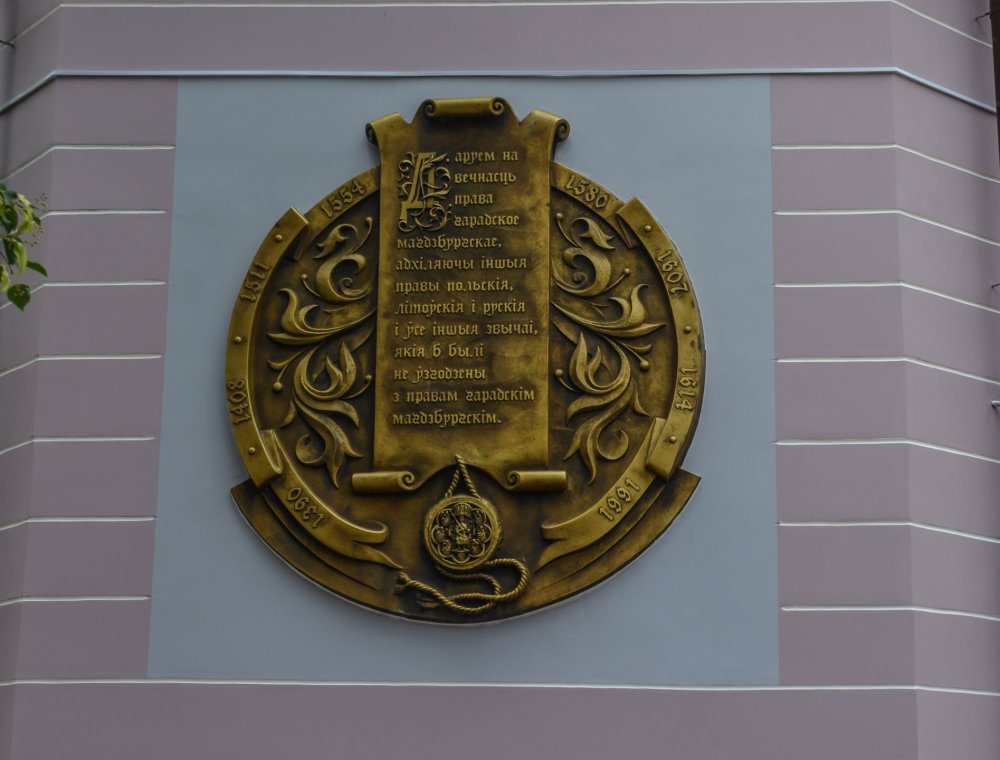 Даруем на
вечнасць
права
гарадское
магдэбургскае,
адхіляючы іншыя
правы польскія,
літоўскія і рускія
і ўсе іншыя звычаі,
якія б былі
не ўзгодзены
з правам гарадскім
магдэбургскім.
1390
1408
1511
1554
1580
1607
1614
1991